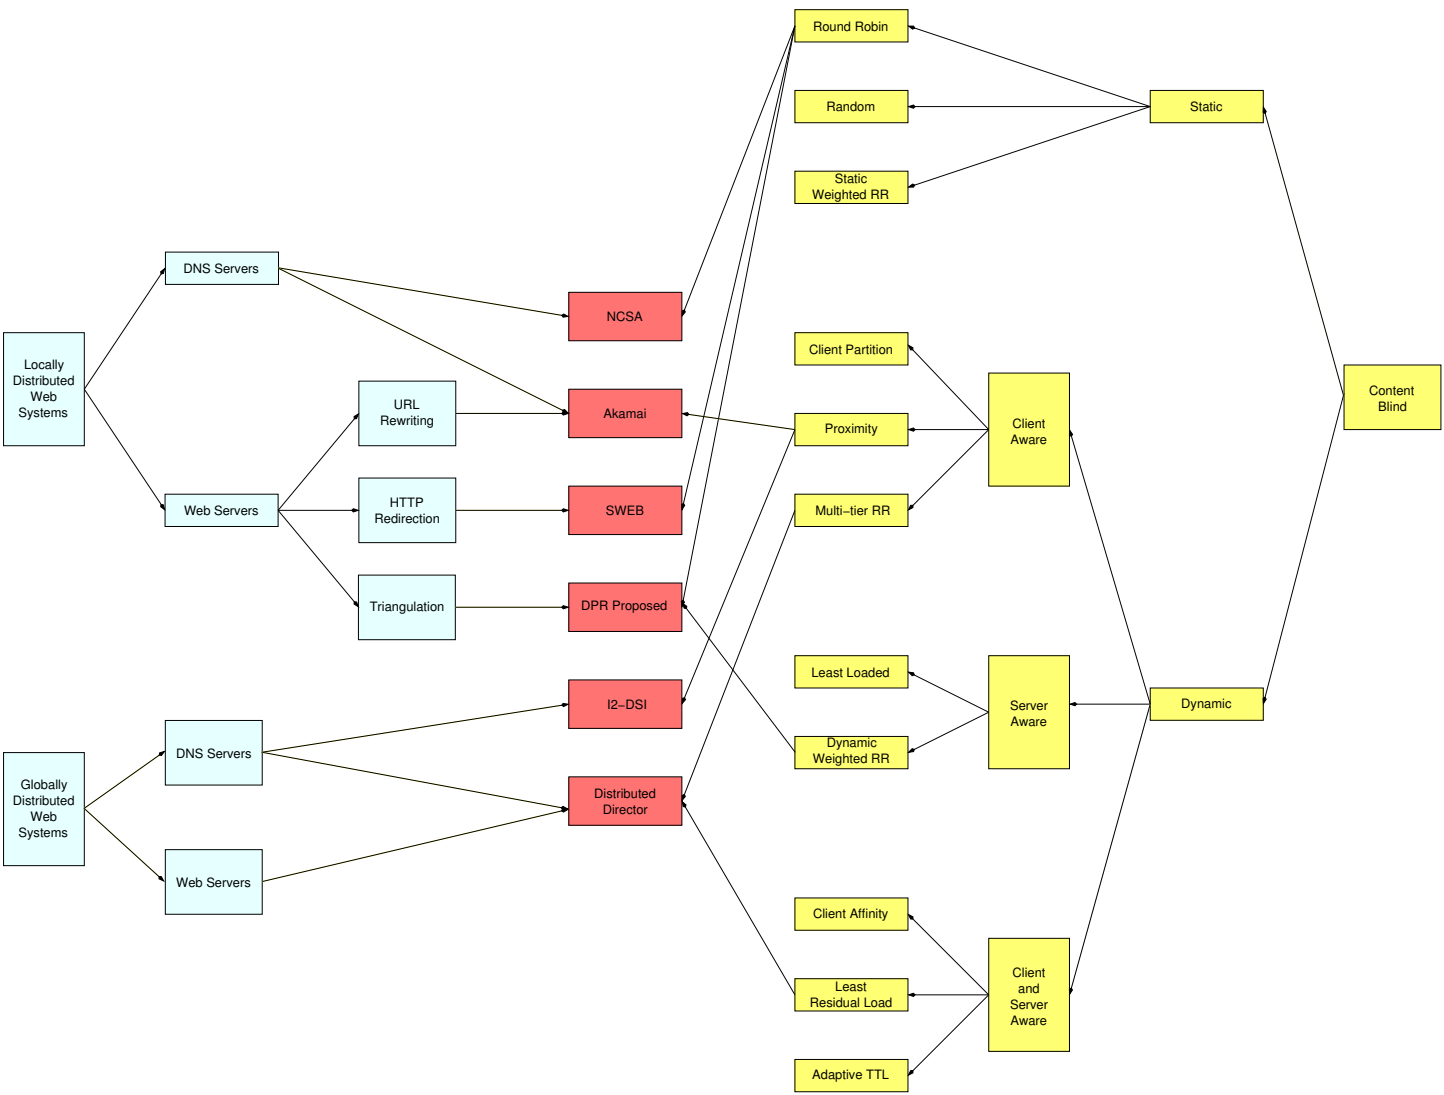 Round Robin
Random
Static
Static
Weighted RR
DNS Servers
NCSA
Locally
Distributed
Web
Systems
Client Partition
Content
Blind
URL
Rewriting
Akamai
Proximity
Client
Aware
Web Servers
HTTP
Redirection
SWEB
Multi−tier RR
Triangulation
DPR Proposed
Least Loaded
I2−DSI
Server
Aware
Dynamic
DNS Servers
Dynamic
Weighted RR
Globally
Distributed
Web
Systems
Distributed
Director
Web Servers
Client Affinity
Least
Residual Load
Client
and
Server
Aware
Adaptive TTL